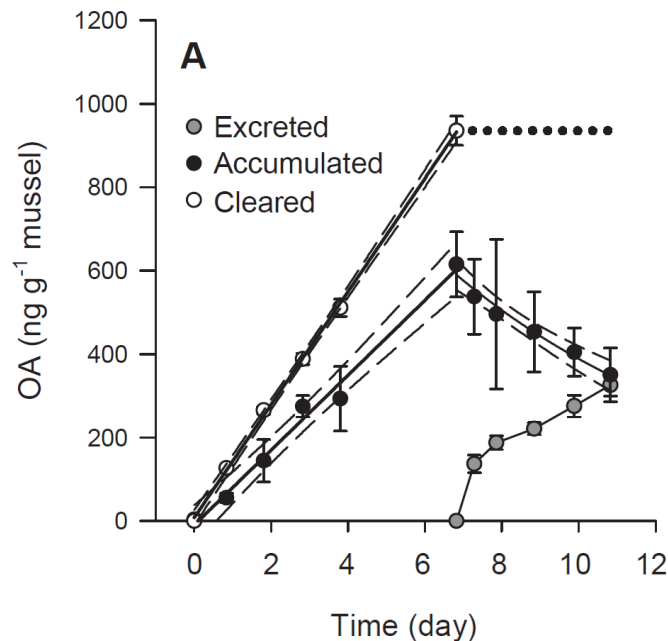 A
Excreted
Accumulated
Cleared
OA (ng g⁻¹ mussel)
1200
1000
800
600
400
200
0
0 2 4 6 8 10 12
Time (day)